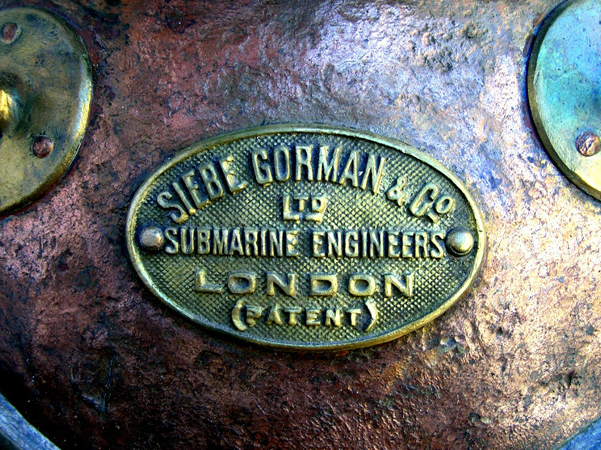 SIEBE GORMAN & CO
LTD
SUBMARINE ENGINEERS
LONDON
(PATENT)